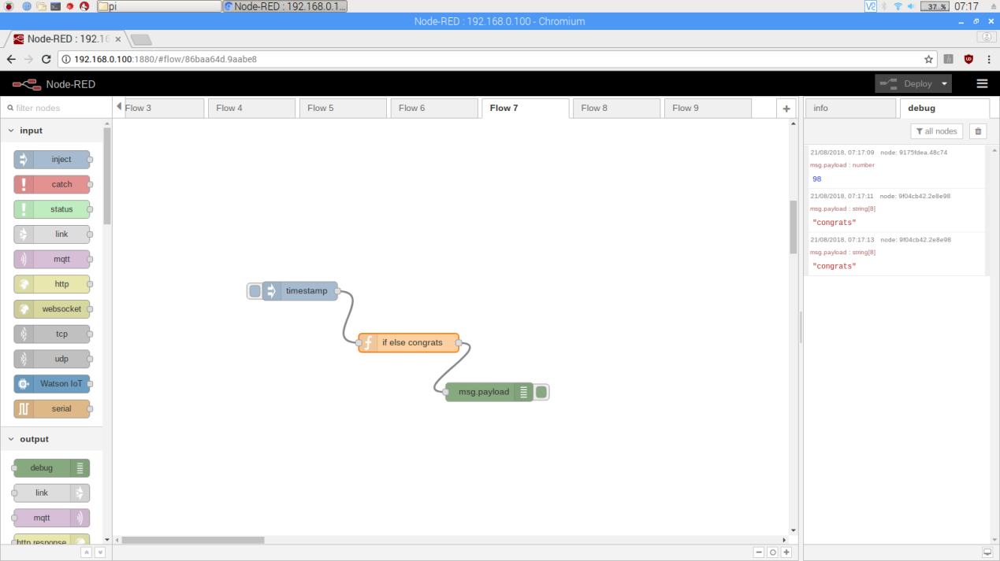 pi
Node-RED : 192.168.0.1...
37 %
07:17
Node-RED : 192.168.0.100 - Chromium
Node-RED : 192.16
192.168.0.100:1880/#flow/86baa64d.9aabe8
Node-RED
Deploy
filter nodes
Flow 3
Flow 4
Flow 5
Flow 6
Flow 7
Flow 8
Flow 9
info
debug
input
all nodes
inject
catch
status
link
mqtt
http
websocket
tcp
udp
Watson IoT
serial
output
debug
link
mqtt
http response
timestamp
if else congrats
msg.payload
21/08/2018, 07:17:09 node: 9175fdea.48c74
msg.payload : number
98
21/08/2018, 07:17:11 node: 9f04cb42.2e8e98
msg.payload : string[8]
"congrats"
21/08/2018, 07:17:13 node: 9f04cb42.2e8e98
msg.payload : string[8]
"congrats"